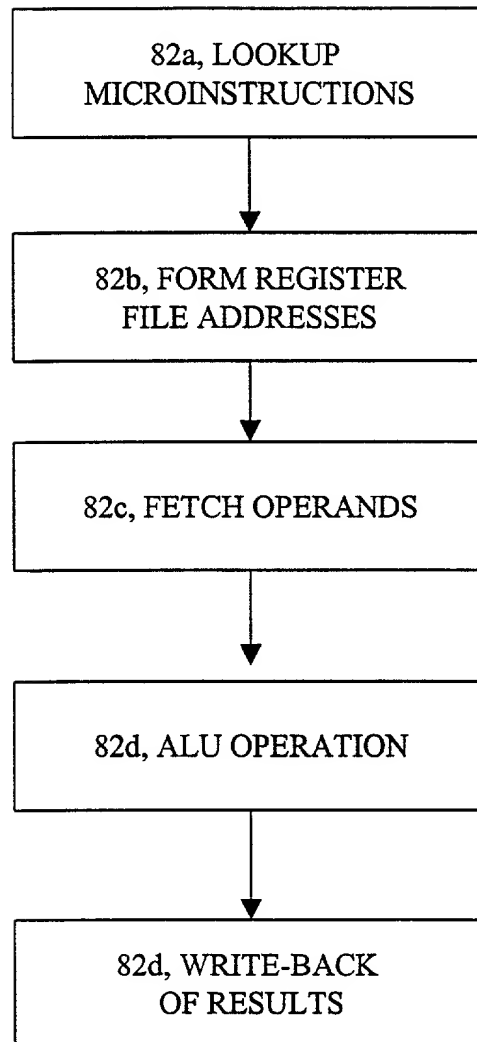 82a, LOOKUP
MICROINSTRUCTIONS
82b, FORM REGISTER
FILE ADDRESSES
82c, FETCH OPERANDS
82d, ALU OPERATION
82d, WRITE-BACK
OF RESULTS